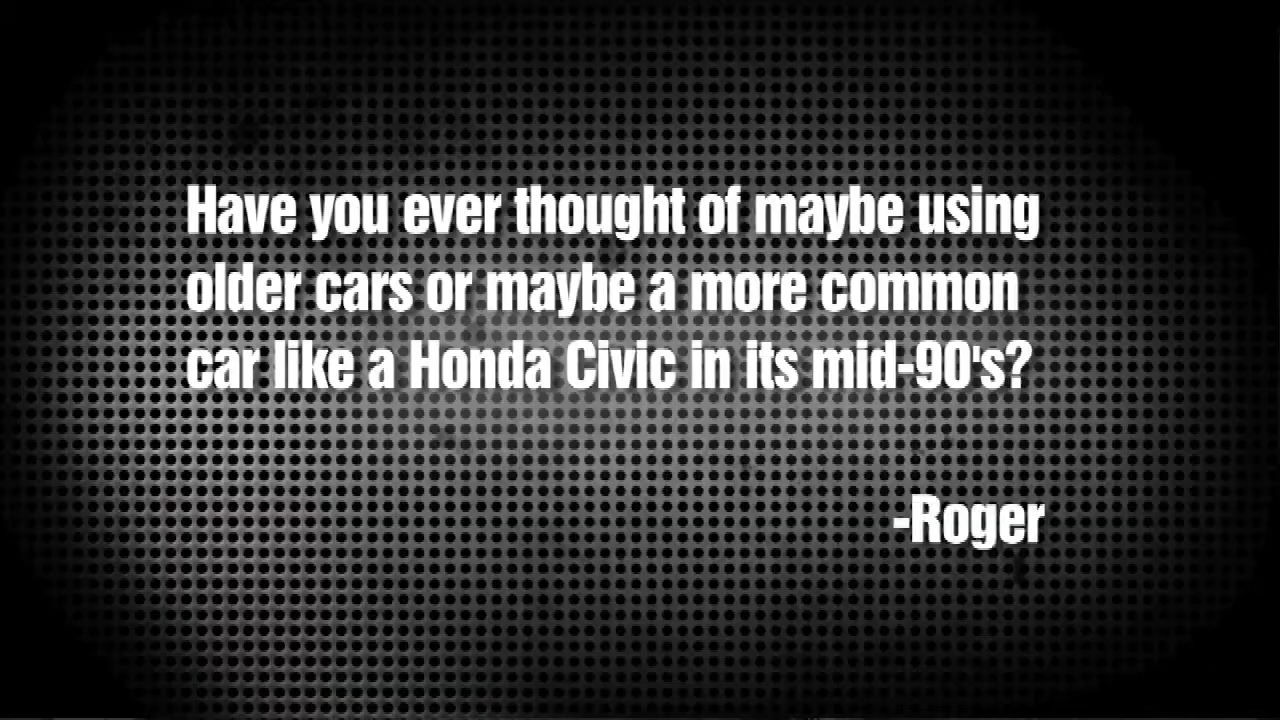 Have you ever thought of maybe using
older cars or maybe a more common
car like a Honda Civic in its mid-90's?
-Roger